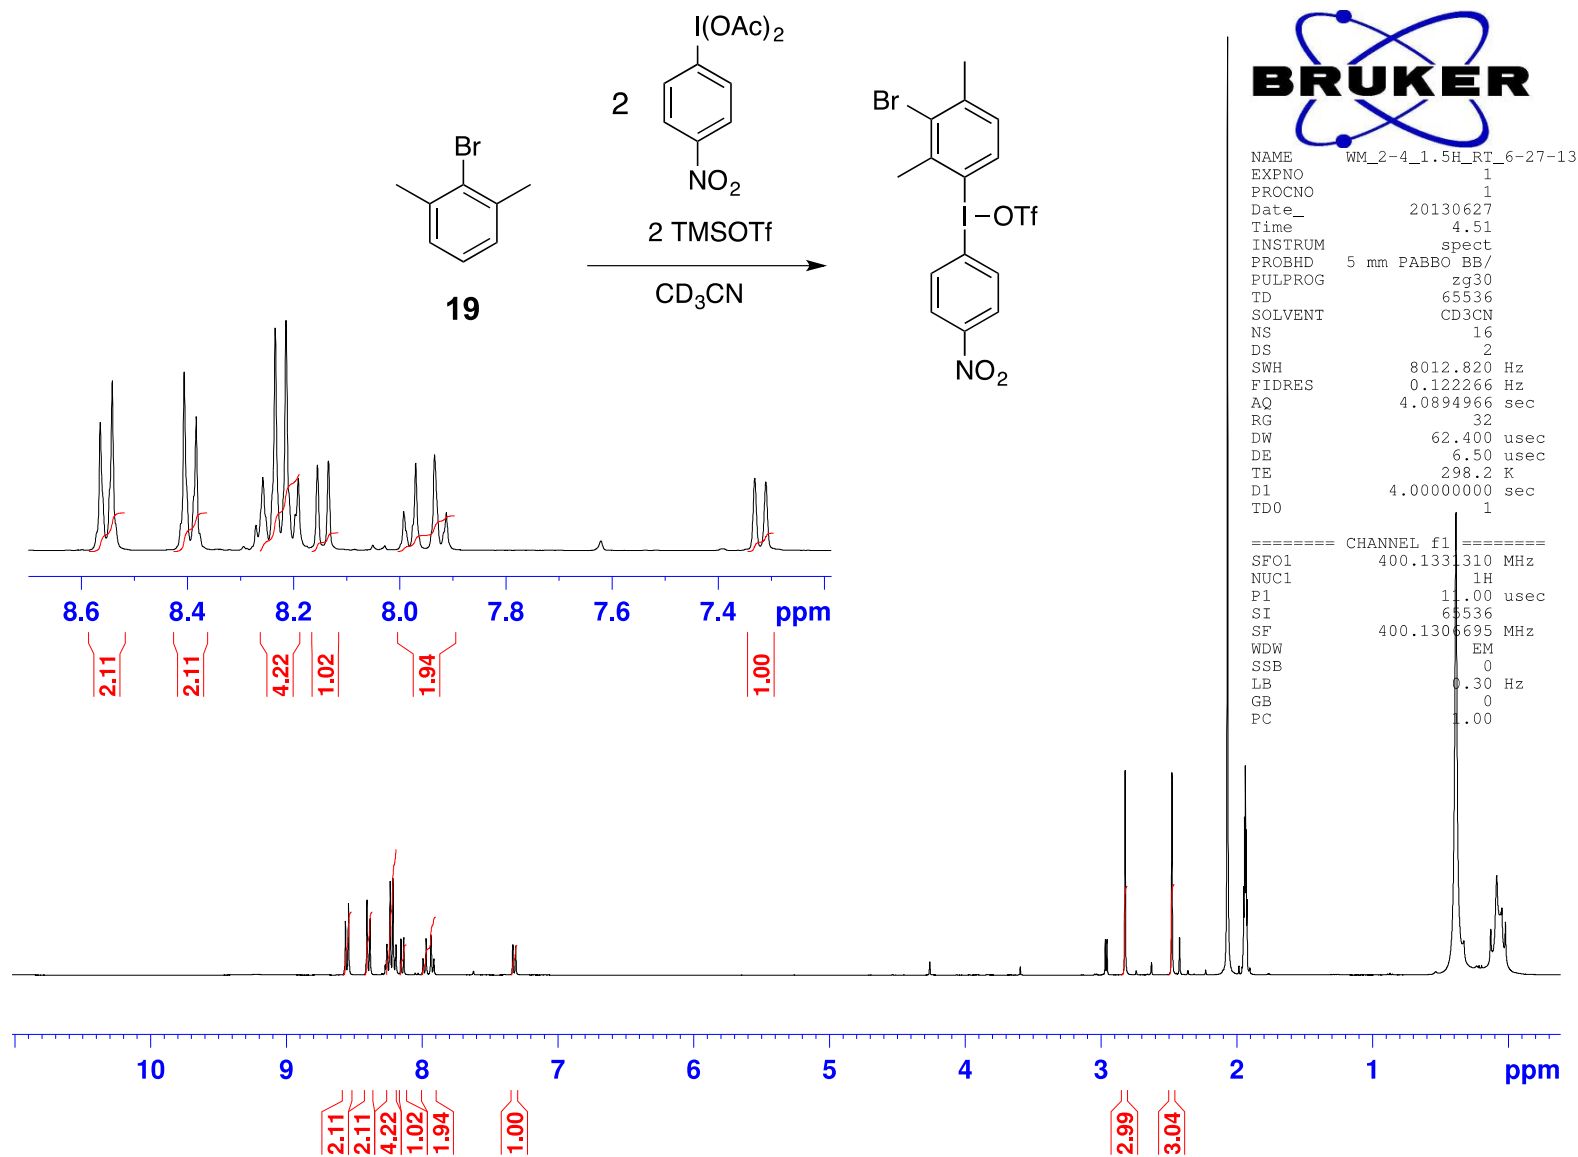 I(OAc)2
2
NO2
2 TMSOTf
CD3CN
Br
19
Br
I-OTf
NO2
BRUKER
NAME WM_2-4_1.5H_RT_6-27-13
EXPNO 1
PROCNO 1
Date_ 20130627
Time 4.51
INSTRUM spect
PROBHD 5 mm PABBO BB/
PULPROG zg30
TD 65536
SOLVENT CD3CN
NS 16
DS 2
SWH 8012.820 Hz
FIDRES 0.122266 Hz
AQ 4.0894966 sec
RG 32
DW 62.400 usec
DE 6.50 usec
TE 298.2 K
D1 4.00000000 sec
TD0 1
======== CHANNEL f1 ========
SFO1 400.1331310 MHz
NUC1 1H
P1 11.00 usec
SI 65536
SF 400.1306695 MHz
WDW EM
SSB 0
LB 0.30 Hz
GB 0
PC 1.00
8.6 8.4 8.2 8.0 7.8 7.6 7.4 ppm
2.11 2.11 4.22 1.02 1.94 1.00
10 9 8 7 6 5 4 3 2 1 ppm
2.11 2.11 4.22 1.02 1.94 1.00 2.99 3.04